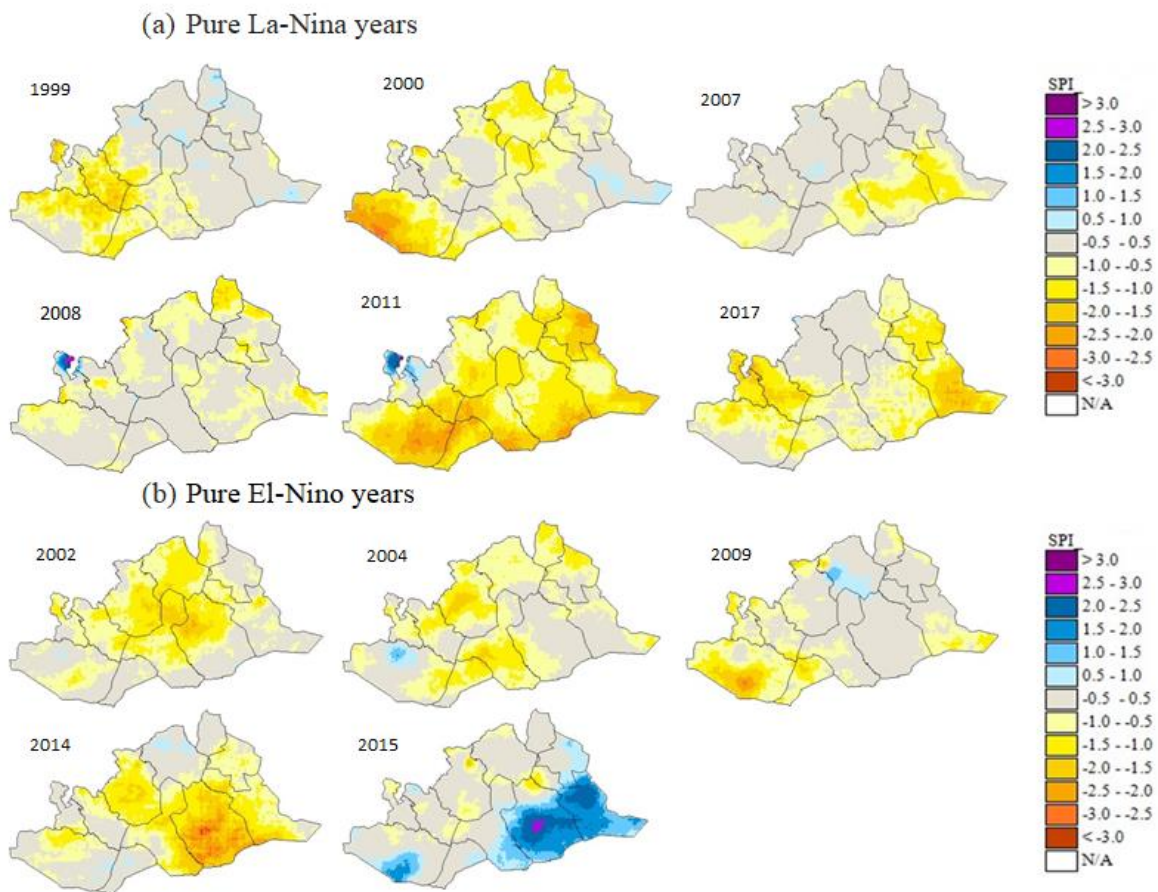 (a) Pure La-Nina years
1999
2000
2007
SPI
> 3.0
2.5 - 3.0
2.0 - 2.5
1.5 - 2.0
1.0 - 1.5
0.5 - 1.0
-0.5 - 0.5
-1.0 - -0.5
-1.5 - -1.0
-2.0 - -1.5
-2.5 - -2.0
-3.0 - -2.5
< -3.0
N/A
2008
2011
2017
(b) Pure El-Nino years
2002
2004
2009
SPI
> 3.0
2.5 - 3.0
2.0 - 2.5
1.5 - 2.0
1.0 - 1.5
0.5 - 1.0
-0.5 - 0.5
-1.0 - -0.5
-1.5 - -1.0
-2.0 - -1.5
-2.5 - -2.0
-3.0 - -2.5
< -3.0
N/A
2014
2015